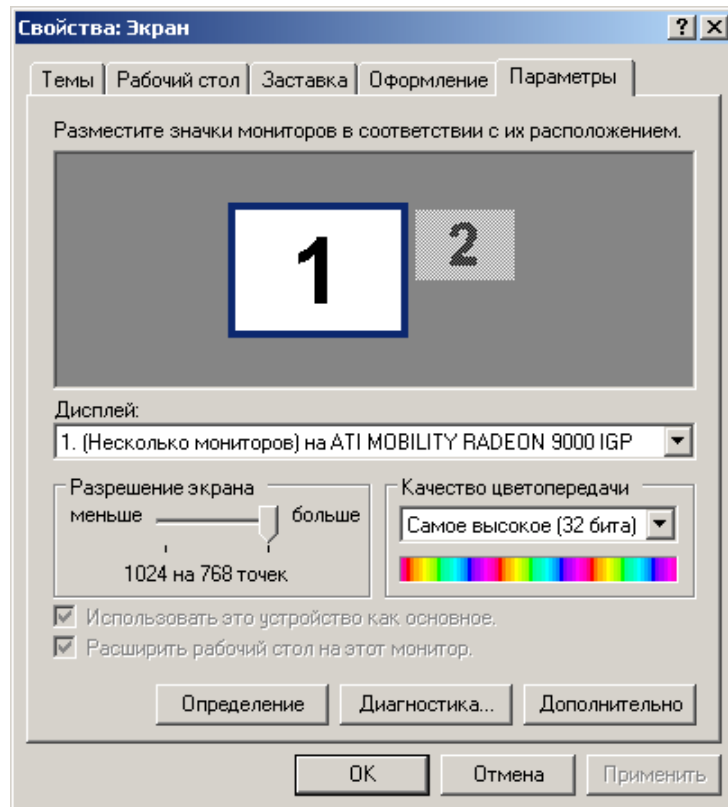 Свойства: Экран
Темы Рабочий стол Заставка Оформление Параметры
Разместите значки мониторов в соответствии с их расположением.
1 2
Дисплей:
1. (Несколько мониторов) на ATI MOBILITY RADEON 9000 IGP
Разрешение экрана
меньше больше
1024 на 768 точек
Качество цветопередачи
Самое высокое (32 бита)
Использовать это устройство как основное.
Расширить рабочий стол на этот монитор.
Определение Диагностика... Дополнительно
OK Отмена Применить